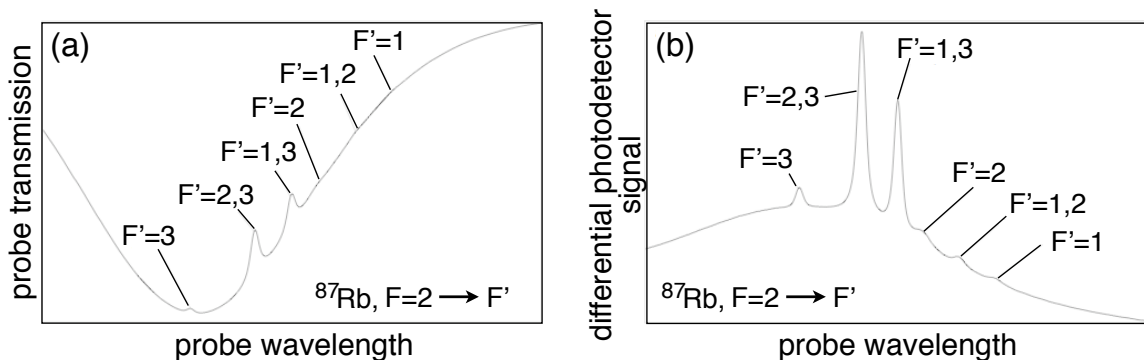 (a)
F'=1
F'=1,2
F'=2
F'=1,3
F'=2,3
F'=3
⁸⁷Rb, F=2 → F'
probe transmission
probe wavelength
(b)
F'=1,3
F'=2,3
F'=3
F'=2
F'=1,2
F'=1
⁸⁷Rb, F=2 → F'
differential photodetector
signal
probe wavelength